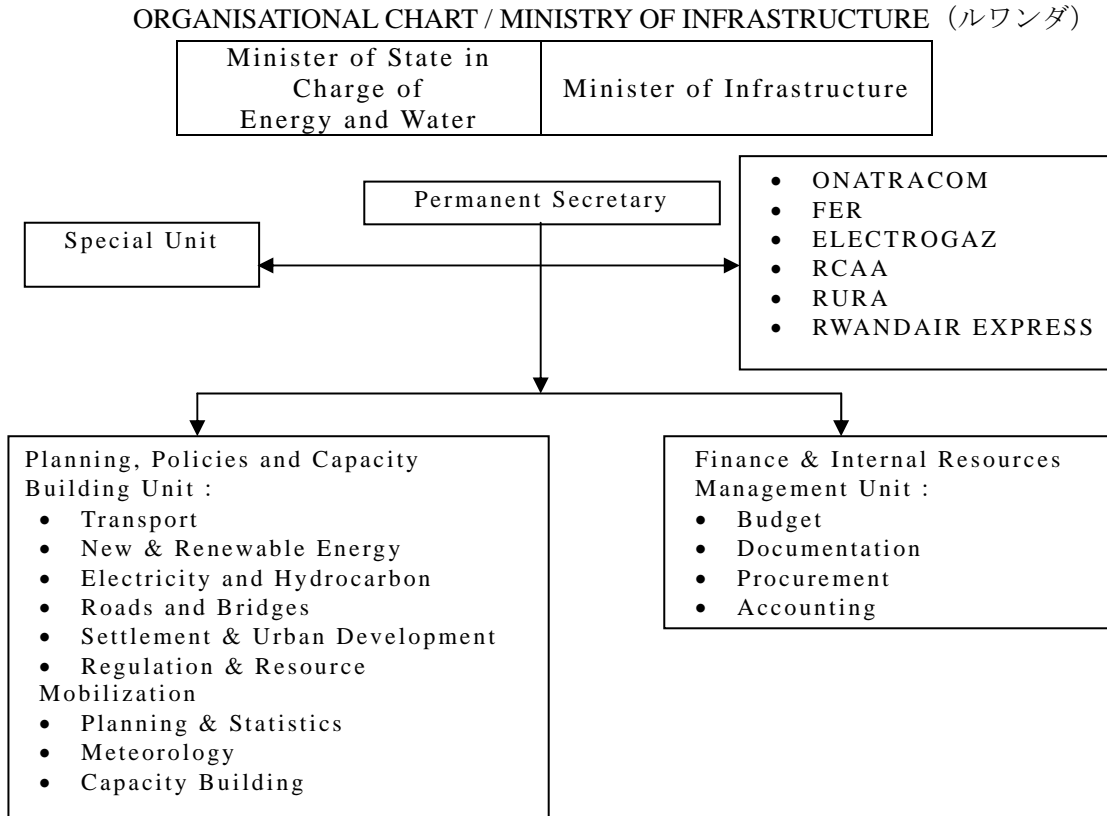 ORGANISATIONAL CHART / MINISTRY OF INFRASTRUCTURE（ルワンダ）
Minister of State in
Charge of
Energy and Water
Minister of Infrastructure
Permanent Secretary
Special Unit
• ONATRACOM
• FER
• ELECTROGAZ
• RCAA
• RURA
• RWANDAIR EXPRESS
Planning, Policies and Capacity
Building Unit :
• Transport
• New & Renewable Energy
• Electricity and Hydrocarbon
• Roads and Bridges
• Settlement & Urban Development
• Regulation & Resource
Mobilization
• Planning & Statistics
• Meteorology
• Capacity Building
Finance & Internal Resources
Management Unit :
• Budget
• Documentation
• Procurement
• Accounting